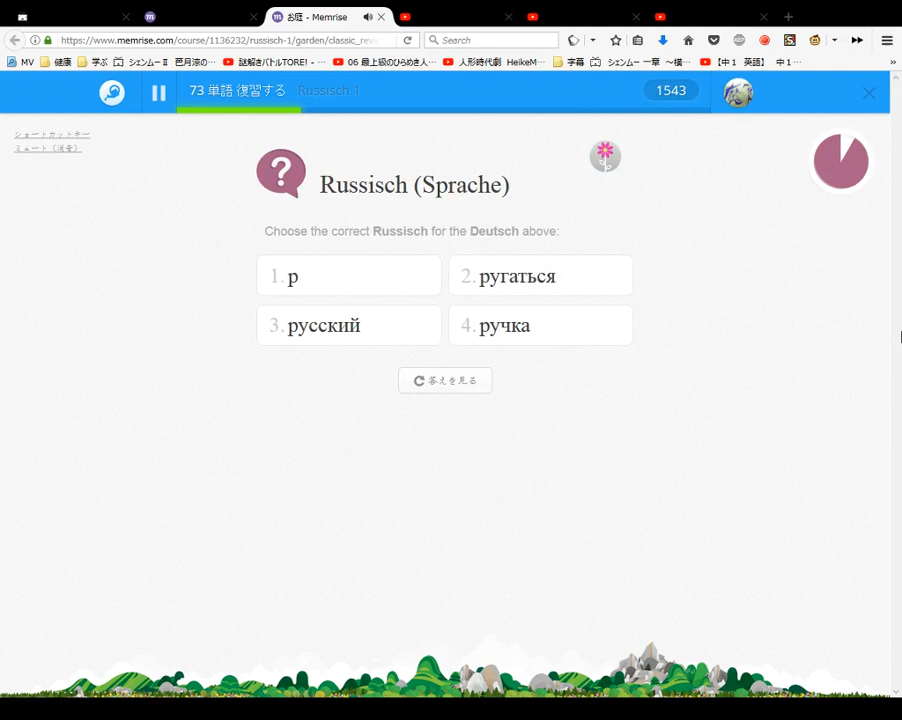 お庭 - Memrise
https://www.memrise.com/course/1136232/russisch-1/garden/classic_rev
Search
MV 健康 学ぶ シェンムーⅡ 芭月涼の… 謎解きバトルTORE! - … 06 最上級のひらめき人… 人形時代劇 HeikeM… 字幕 シェンムー 一章 ～横… 【中１ 英語】 中１…
73 単語 復習する Russisch 1 1543
ショートカットキー
ミュート（消音）
Russisch (Sprache)
Choose the correct Russisch for the Deutsch above:
1. р 2. ругаться
3. русский 4. ручка
答えを見る